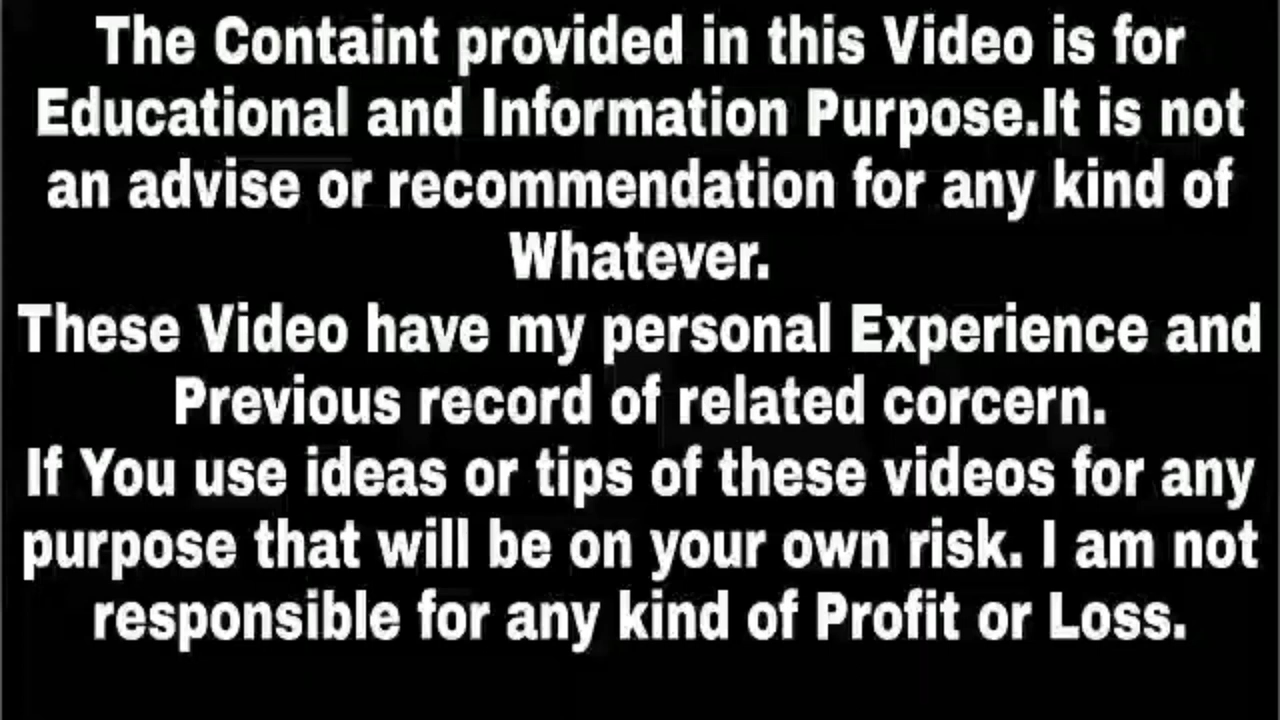 The Containt provided in this Video is for
Educational and Information Purpose.It is not
an advise or recommendation for any kind of
Whatever.
These Video have my personal Experience and
Previous record of related corcern.
If You use ideas or tips of these videos for any
purpose that will be on your own risk. I am not
responsible for any kind of Profit or Loss.